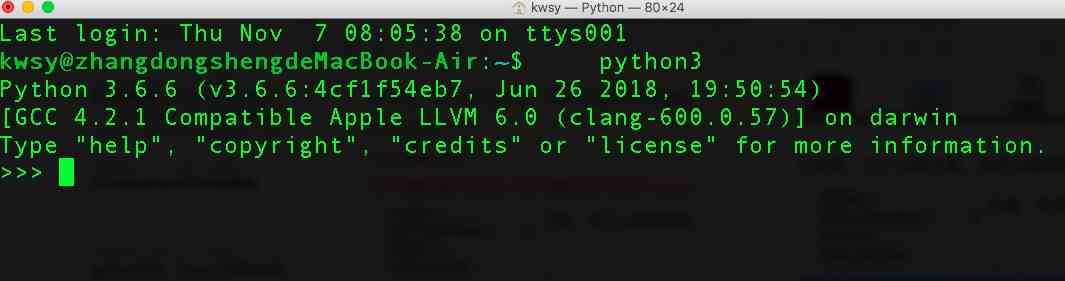 kwsy — Python — 80×24
Last login: Thu Nov  7 08:05:38 on ttys001
kwsy@zhangdongshengdeMacBook-Air:~$     python3
Python 3.6.6 (v3.6.6:4cf1f54eb7, Jun 26 2018, 19:50:54)
[GCC 4.2.1 Compatible Apple LLVM 6.0 (clang-600.0.57)] on darwin
Type "help", "copyright", "credits" or "license" for more information.
>>>